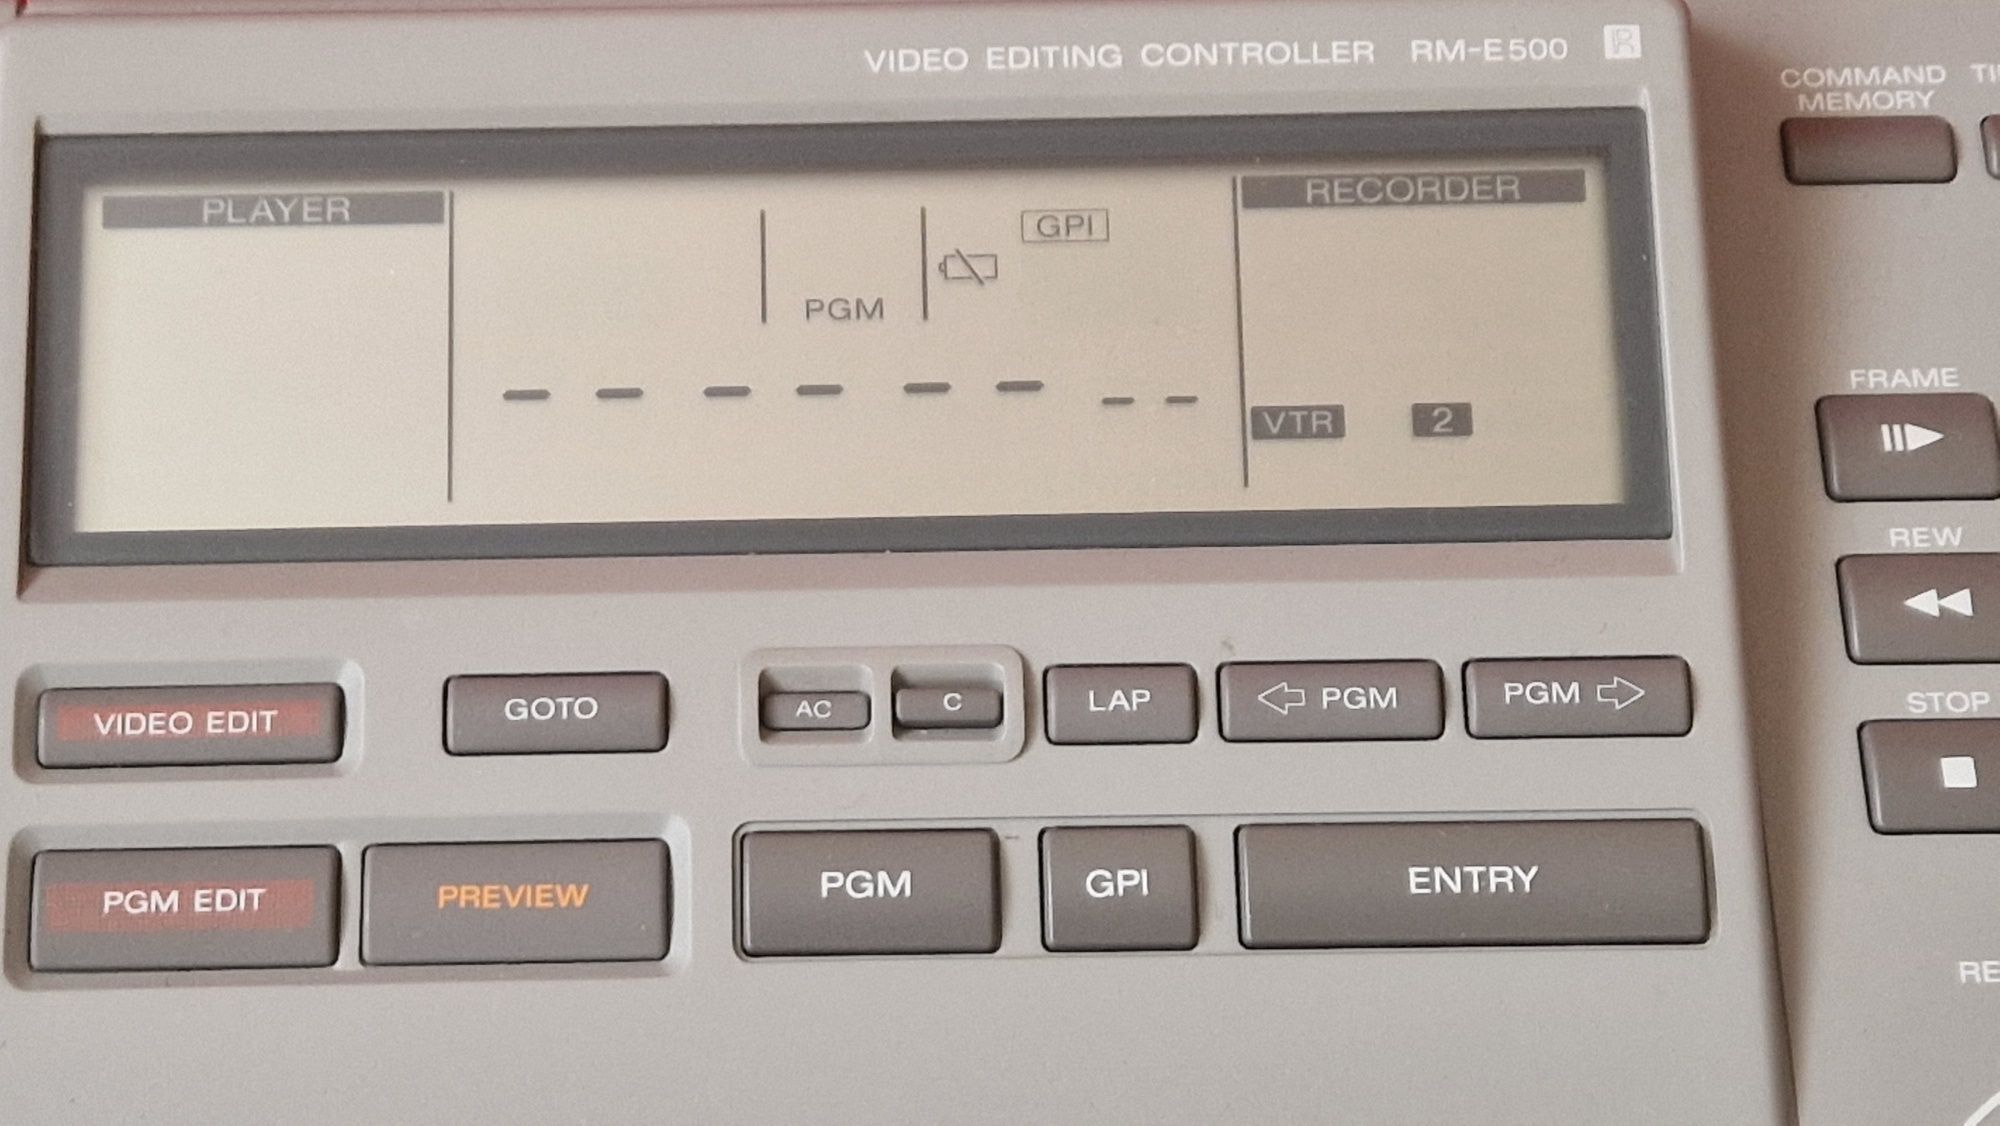 VIDEO EDITING CONTROLLER RM-E500 R
COMMAND
MEMORY
PLAYER
RECORDER
GPI
PGM
-- -- -- --
VTR 2
FRAME
REW
STOP
VIDEO EDIT
GOTO
AC
C
LAP
PGM
PGM
PGM EDIT
PREVIEW
PGM
GPI
ENTRY